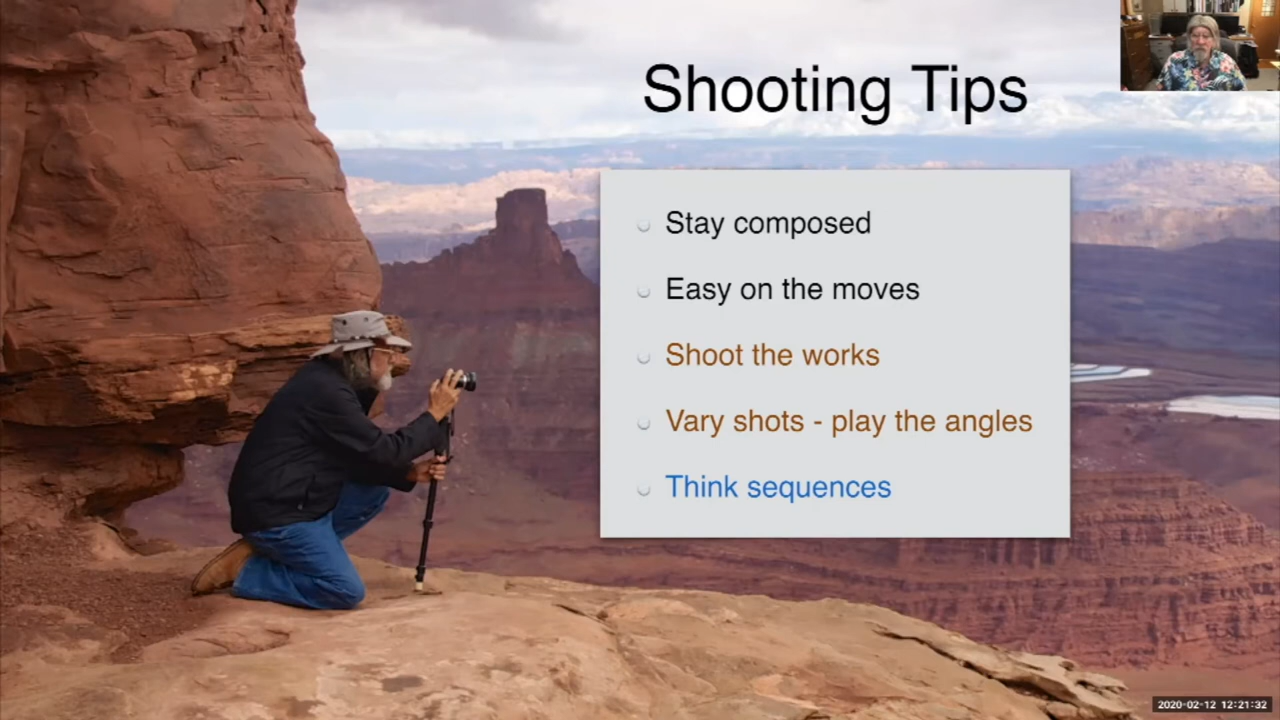 Shooting Tips
Stay composed
Easy on the moves
Shoot the works
Vary shots - play the angles
Think sequences
2020-02-12 12:21:32